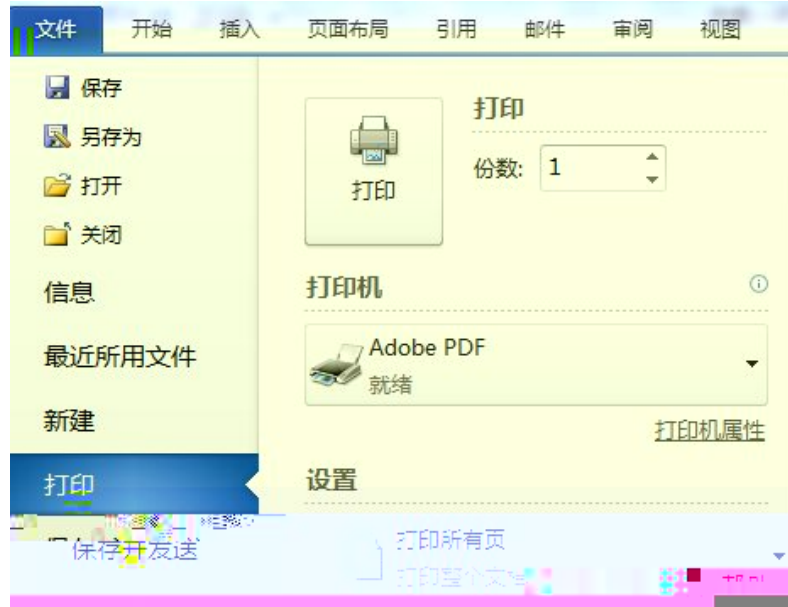 文件 开始 插入 页面布局 引用 邮件 审阅 视图
保存
另存为
打开
关闭
信息
最近所用文件
新建
打印
保存并发送
打印
打印
份数: 1
打印机
Adobe PDF
就绪
打印机属性
设置
打印所有页